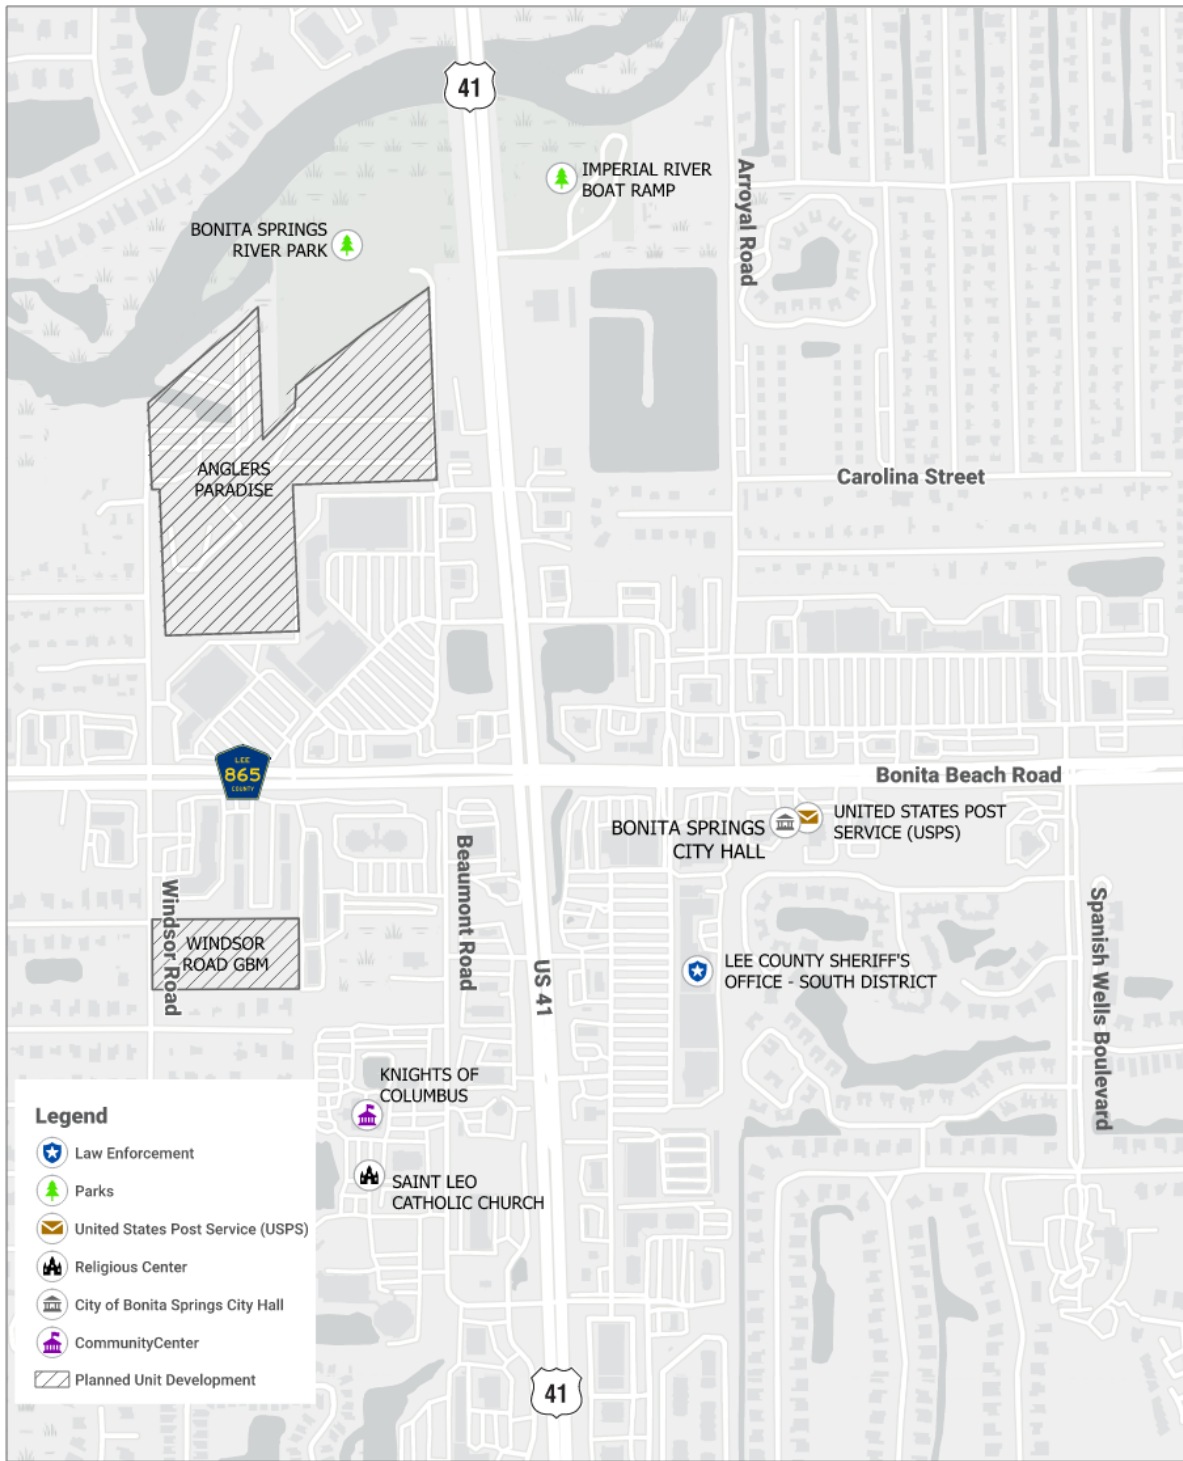 41
IMPERIAL RIVER
BOAT RAMP
Arroyal Road
BONITA SPRINGS
RIVER PARK
ANGLERS
PARADISE
Carolina Street
LEE
865
COUNTY
Bonita Beach Road
UNITED STATES POST
SERVICE (USPS)
BONITA SPRINGS
CITY HALL
Beaumont Road
Windsor Road
WINDSOR
ROAD GBM
US 41
LEE COUNTY SHERIFF'S
OFFICE - SOUTH DISTRICT
Spanish Wells Boulevard
KNIGHTS OF
COLUMBUS
SAINT LEO
CATHOLIC CHURCH
Legend
Law Enforcement
Parks
United States Post Service (USPS)
Religious Center
City of Bonita Springs City Hall
CommunityCenter
Planned Unit Development
41